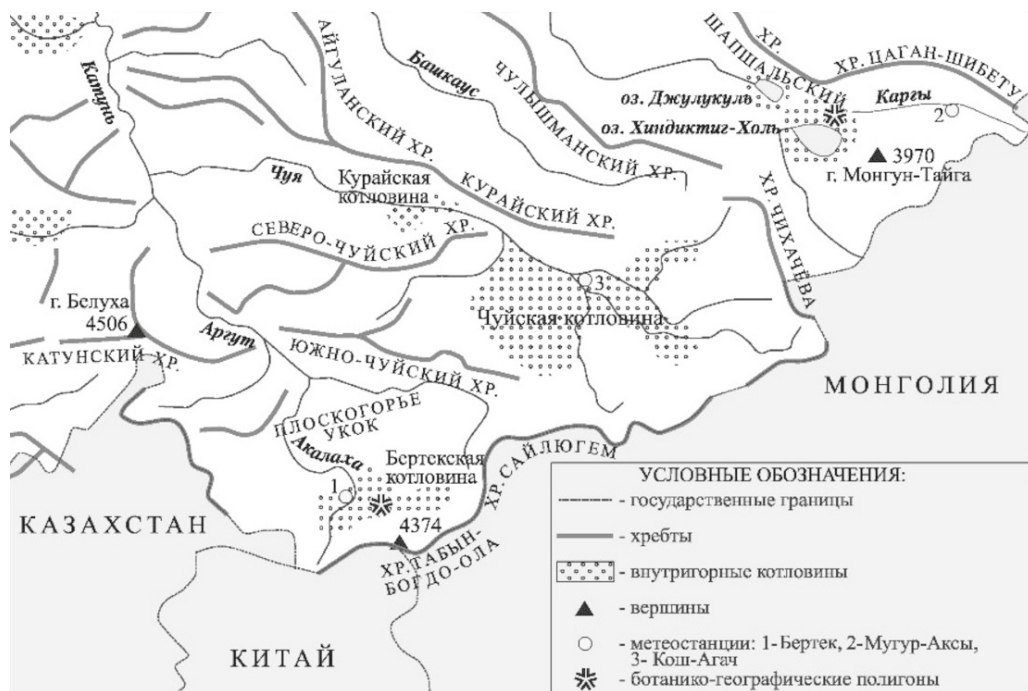 Катунь
АЙГУЛАКСКИЙ ХР.
Башкаус
ЧУЛЫШМАНСКИЙ ХР.
ХР.
ШАПШАЛЬСКИЙ
ХР. ЦАГАН-ШИБЕТУ
оз. Джулукуль
Каргы
2
оз. Хиндиктиг-Холь
3970
г. Монгун-Тайга
Чуя
Курайская
котловина
КУРАЙСКИЙ ХР.
ХР. ЧИХАЧЁВА
СЕВЕРО-ЧУЙСКИЙ ХР.
3
г. Белуха
4506
Чуйская котловина
Аргут
КАТУНСКИЙ ХР.
ЮЖНО-ЧУЙСКИЙ ХР.
МОНГОЛИЯ
ПЛОСКОГОРЬЕ
УКОК
Акалаха
Бертекская
котловина
1
ХР. САЙЛЮГЕМ
4374
ХР. ТАБЫН-
БОГДО-ОЛА
КАЗАХСТАН
КИТАЙ
УСЛОВНЫЕ ОБОЗНАЧЕНИЯ:
- государственные границы
- хребты
- внутригорные котловины
- вершины
- метеостанции: 1-Бертек, 2-Мугур-Аксы,
3- Кош-Агач
- ботанико-географические полигоны